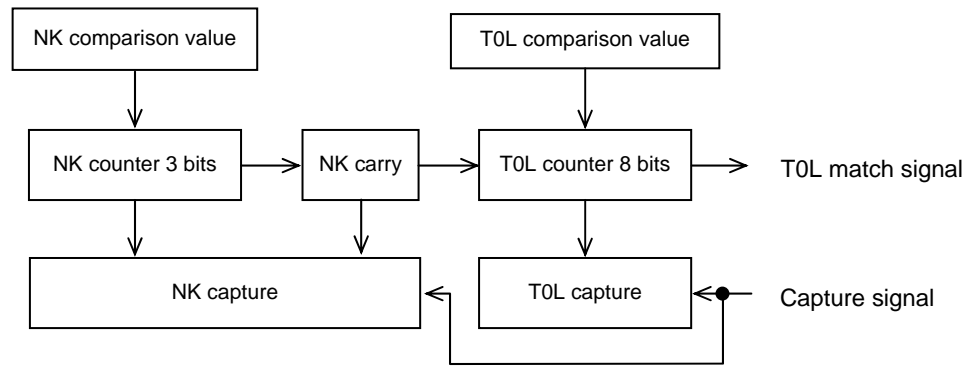 NK comparison value
T0L comparison value
NK counter 3 bits
NK carry
T0L counter 8 bits
T0L match signal
NK capture
T0L capture
Capture signal